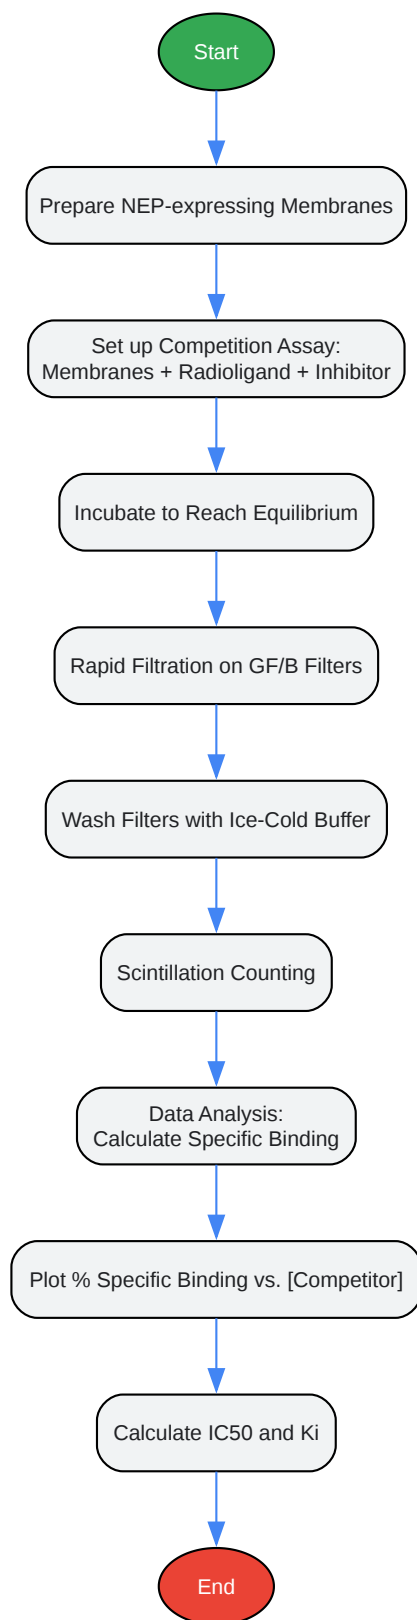 Start
Prepare NEP-expressing Membranes
Set up Competition Assay:
Membranes + Radioligand + Inhibitor
Incubate to Reach Equilibrium
Rapid Filtration on GF/B Filters
Wash Filters with Ice-Cold Buffer
Scintillation Counting
Data Analysis:
Calculate Specific Binding
Plot % Specific Binding vs. [Competitor]
Calculate IC50 and Ki
End